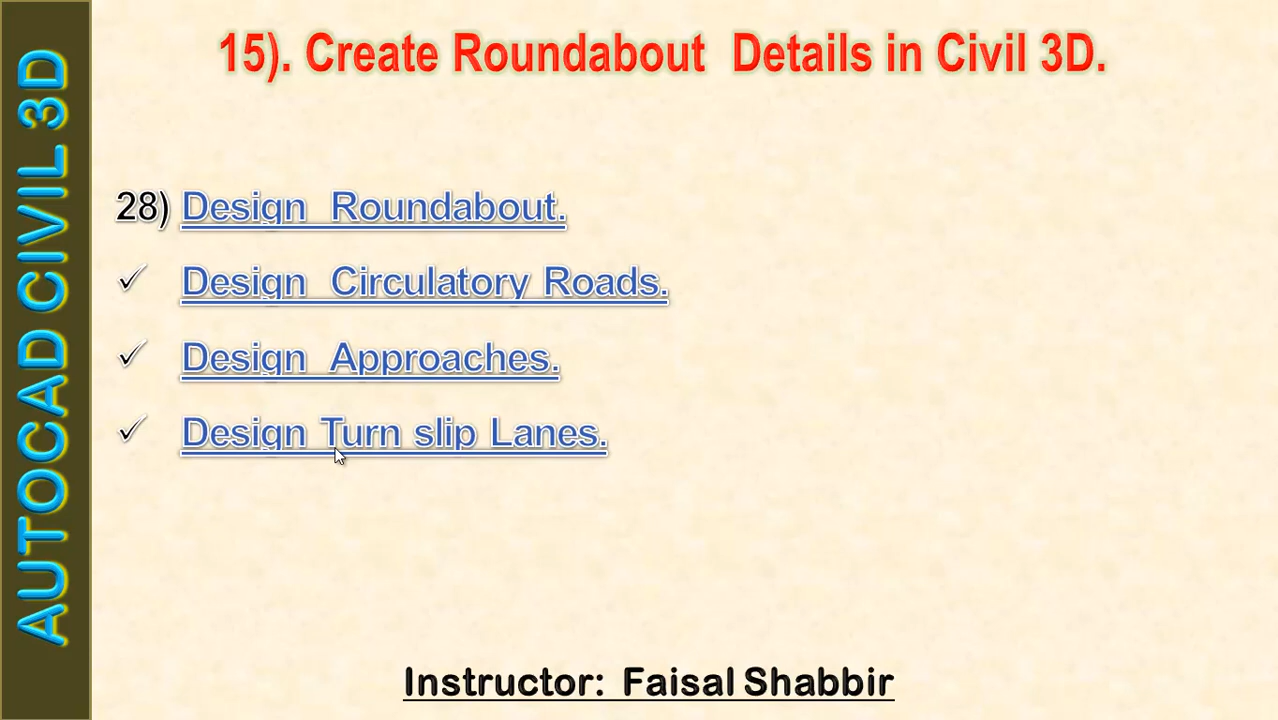 AUTOCAD CIVIL 3D
15). Create Roundabout Details in Civil 3D.
28) Design Roundabout.
✓ Design Circulatory Roads.
✓ Design Approaches.
✓ Design Turn slip Lanes.
Instructor: Faisal Shabbir